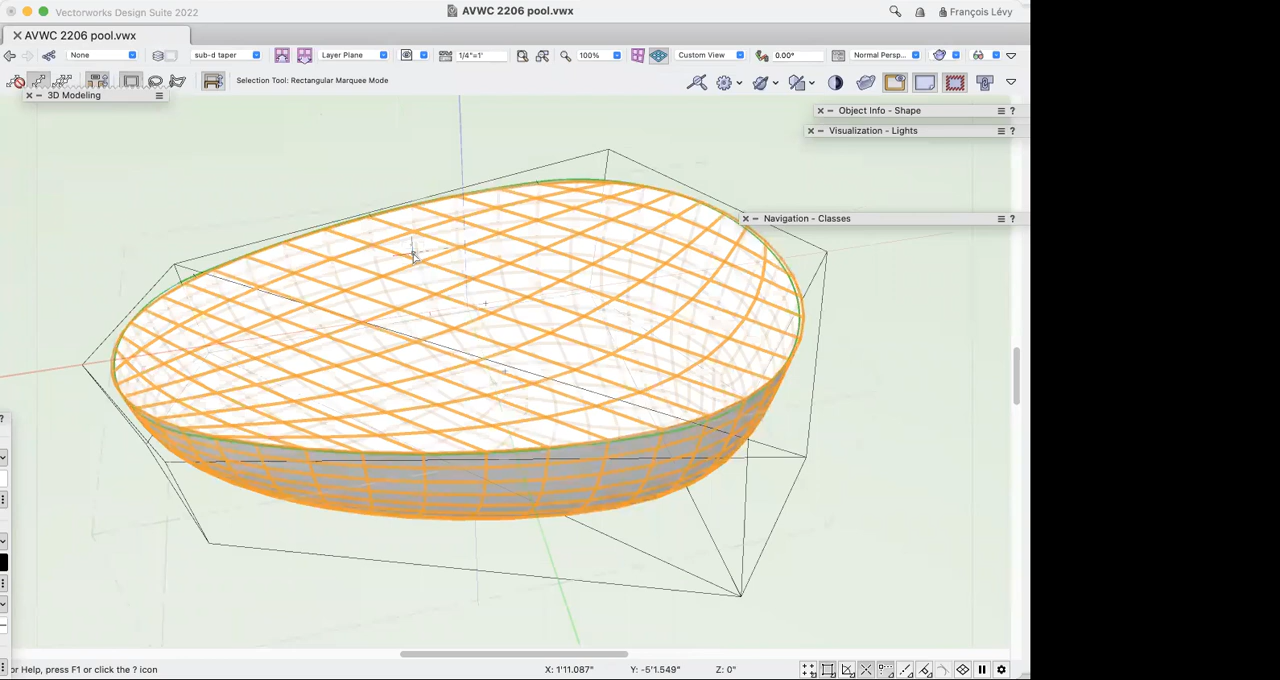 Vectorworks Design Suite 2022
AVWC 2206 pool.vwx
François Lévy
AVWC 2206 pool.vwx
None
sub-d taper
Layer Plane
1/4"=1'
100%
Custom View
0.00°
Normal Persp...
Selection Tool: Rectangular Marquee Mode
3D Modeling
Object Info - Shape
?
Visualization - Lights
?
Navigation - Classes
?
?
or Help, press F1 or click the ? icon
X: 1'11.087"
Y: -5'1.549"
Z: 0"